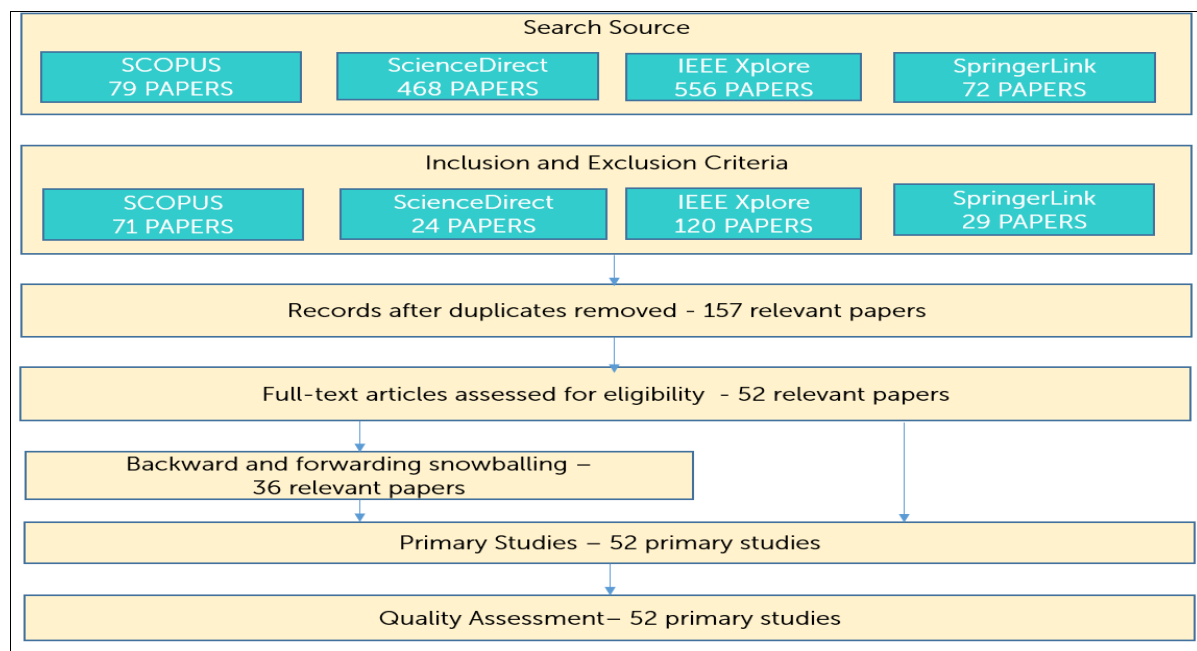 Search Source
SCOPUS
79 PAPERS
ScienceDirect
468 PAPERS
IEEE Xplore
556 PAPERS
SpringerLink
72 PAPERS
Inclusion and Exclusion Criteria
SCOPUS
71 PAPERS
ScienceDirect
24 PAPERS
IEEE Xplore
120 PAPERS
SpringerLink
29 PAPERS
Records after duplicates removed - 157 relevant papers
Full-text articles assessed for eligibility - 52 relevant papers
Backward and forwarding snowballing –
36 relevant papers
Primary Studies – 52 primary studies
Quality Assessment– 52 primary studies